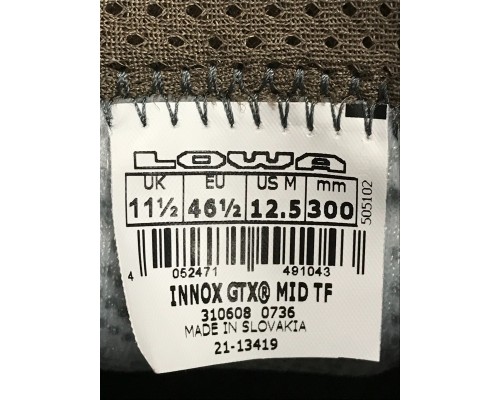 LOWA
UK EU US M mm
11½ 46½ 12.5 300
505102
4 052471 491043
INNOX GTX® MID TF
310608 0736
MADE IN SLOVAKIA
21-13419